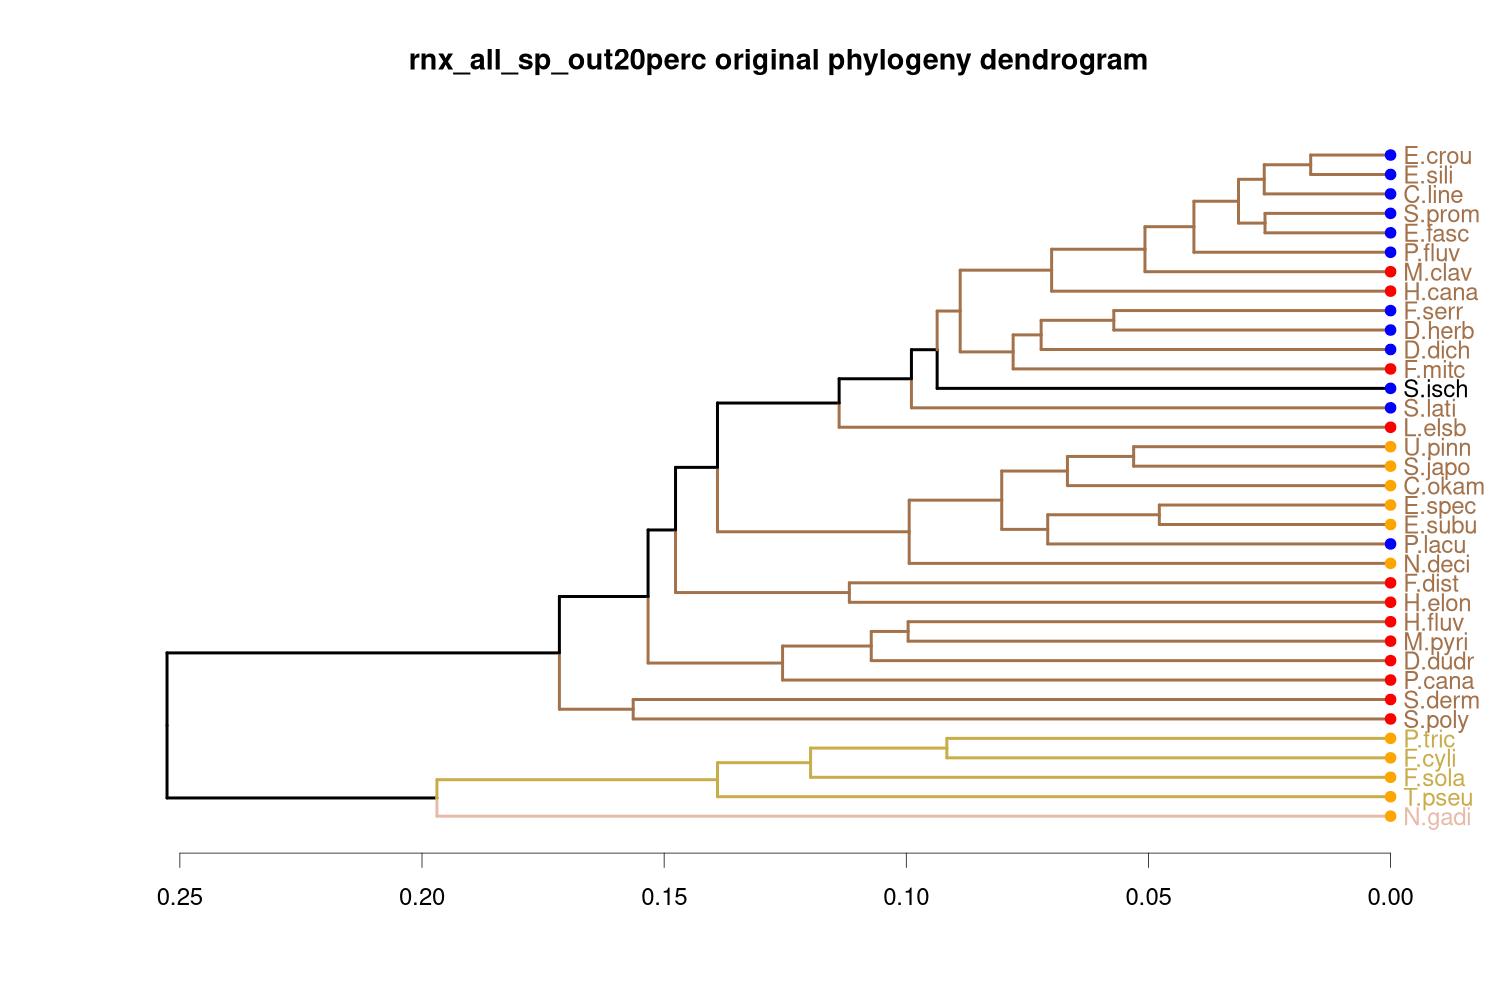 rnx_all_sp_out20perc original phylogeny dendrogram
E.crou
E.sili
C.line
S.prom
E.fasc
P.fluv
M.clav
H.cana
F.serr
D.herb
D.dich
F.mitc
S.isch
S.lati
L.elsb
U.pinn
S.japo
C.okam
E.spec
E.subu
P.lacu
N.deci
F.dist
H.elon
H.fluv
M.pyri
D.dudr
P.cana
S.derm
S.poly
P.tric
F.cyli
F.sola
T.pseu
N.gadi
0.25 0.20 0.15 0.10 0.05 0.00